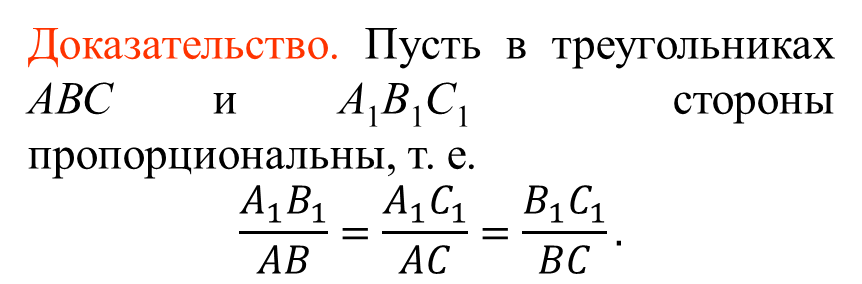 Доказательство. Пусть в треугольниках
ABC и A₁B₁C₁ стороны
пропорциональны, т. е.
A₁B₁/AB = A₁C₁/AC = B₁C₁/BC.